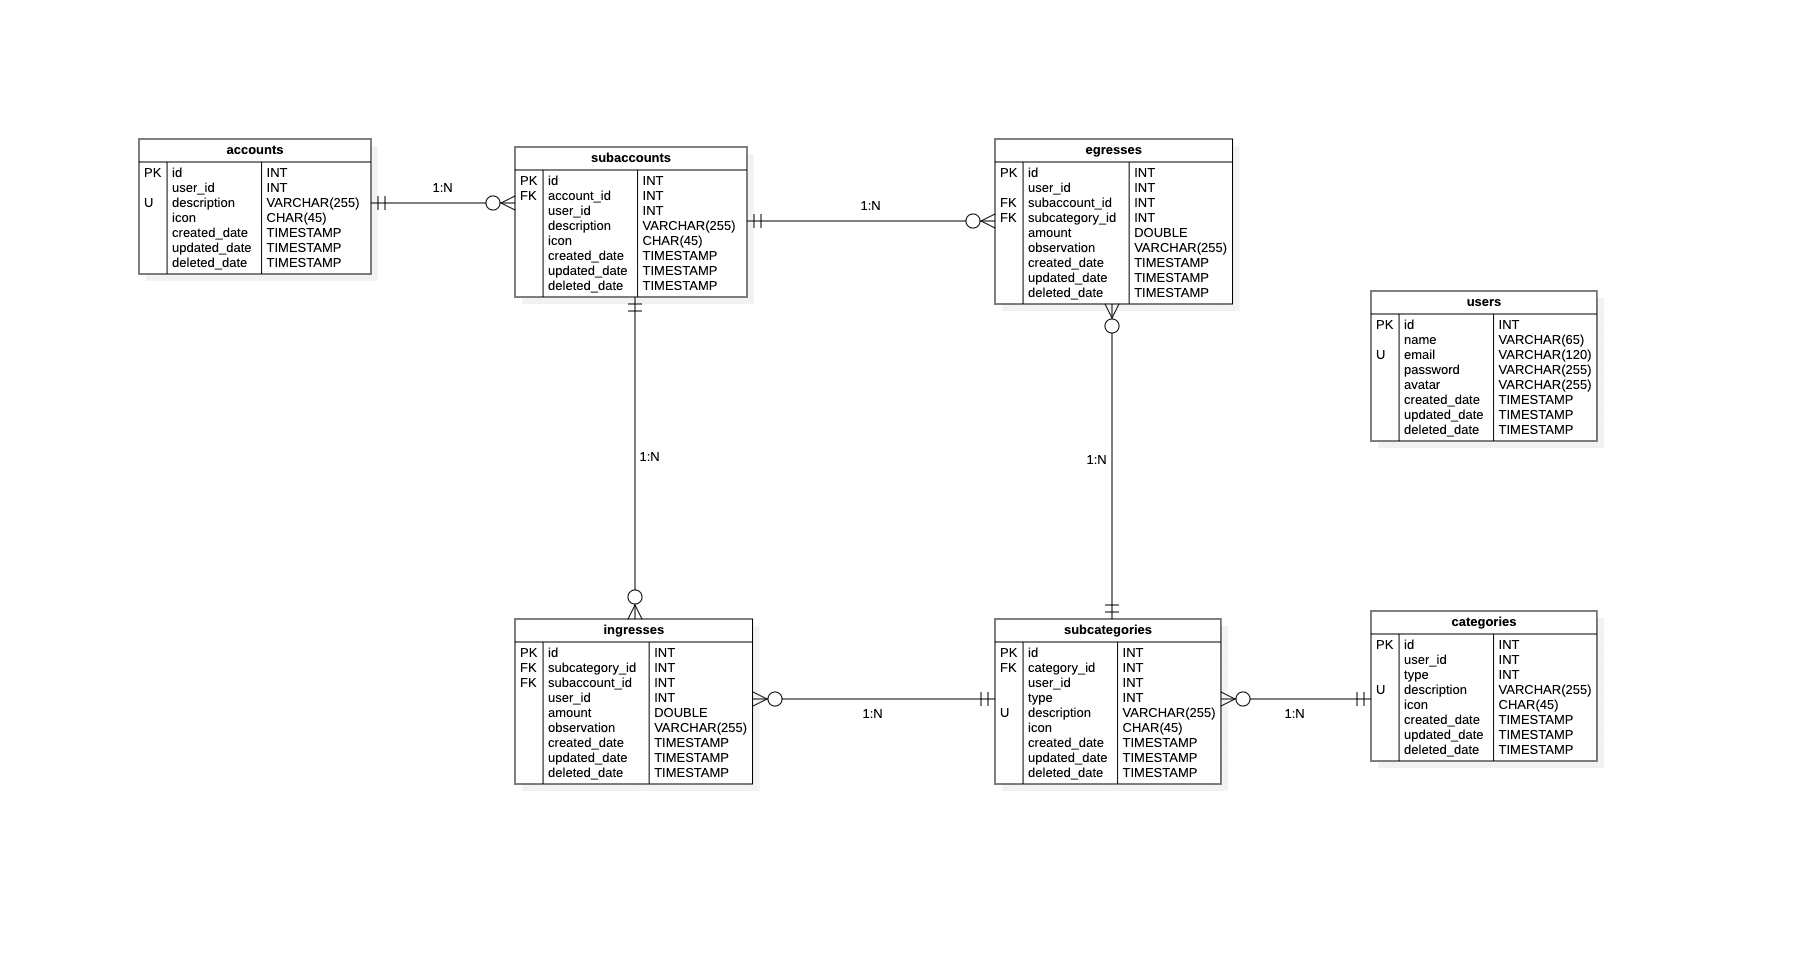 accounts
PK id INT
user_id INT
U description VARCHAR(255)
icon CHAR(45)
created_date TIMESTAMP
updated_date TIMESTAMP
deleted_date TIMESTAMP
1:N
subaccounts
PK id INT
FK account_id INT
user_id INT
description VARCHAR(255)
icon CHAR(45)
created_date TIMESTAMP
updated_date TIMESTAMP
deleted_date TIMESTAMP
1:N
egresses
PK id INT
user_id INT
FK subaccount_id INT
FK subcategory_id INT
amount DOUBLE
observation VARCHAR(255)
created_date TIMESTAMP
updated_date TIMESTAMP
deleted_date TIMESTAMP
users
PK id INT
name VARCHAR(65)
U email VARCHAR(120)
password VARCHAR(255)
avatar VARCHAR(255)
created_date TIMESTAMP
updated_date TIMESTAMP
deleted_date TIMESTAMP
1:N
1:N
ingresses
PK id INT
FK subcategory_id INT
FK subaccount_id INT
user_id INT
amount DOUBLE
observation VARCHAR(255)
created_date TIMESTAMP
updated_date TIMESTAMP
deleted_date TIMESTAMP
1:N
subcategories
PK id INT
FK category_id INT
user_id INT
type INT
U description VARCHAR(255)
icon CHAR(45)
created_date TIMESTAMP
updated_date TIMESTAMP
deleted_date TIMESTAMP
1:N
categories
PK id INT
user_id INT
type INT
U description VARCHAR(255)
icon CHAR(45)
created_date TIMESTAMP
updated_date TIMESTAMP
deleted_date TIMESTAMP